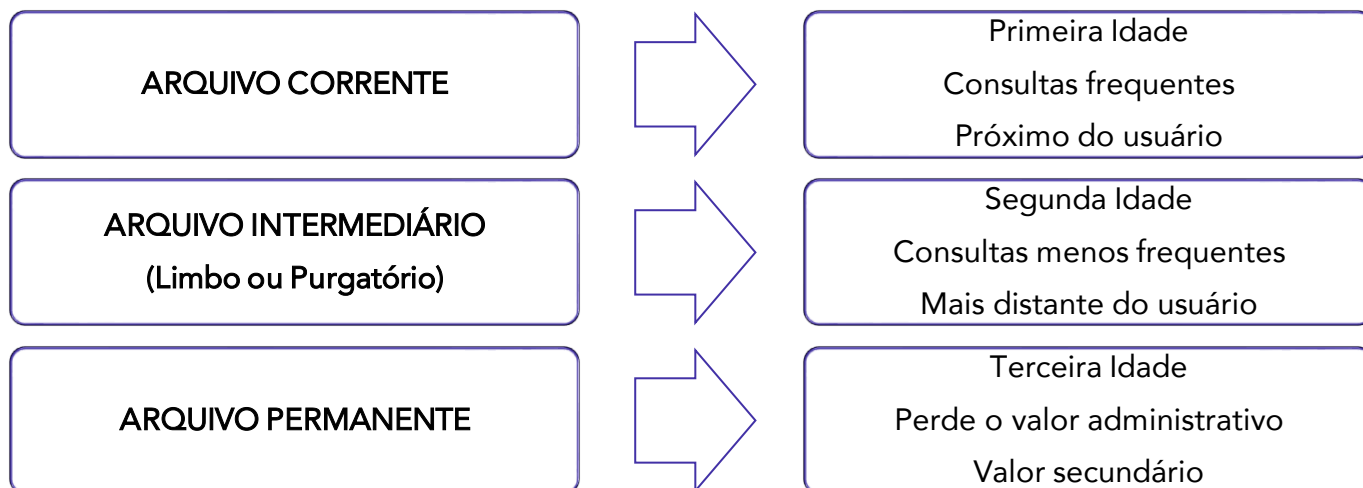 ARQUIVO CORRENTE
Primeira Idade
Consultas frequentes
Próximo do usuário
ARQUIVO INTERMEDIÁRIO
(Limbo ou Purgatório)
Segunda Idade
Consultas menos frequentes
Mais distante do usuário
ARQUIVO PERMANENTE
Terceira Idade
Perde o valor administrativo
Valor secundário